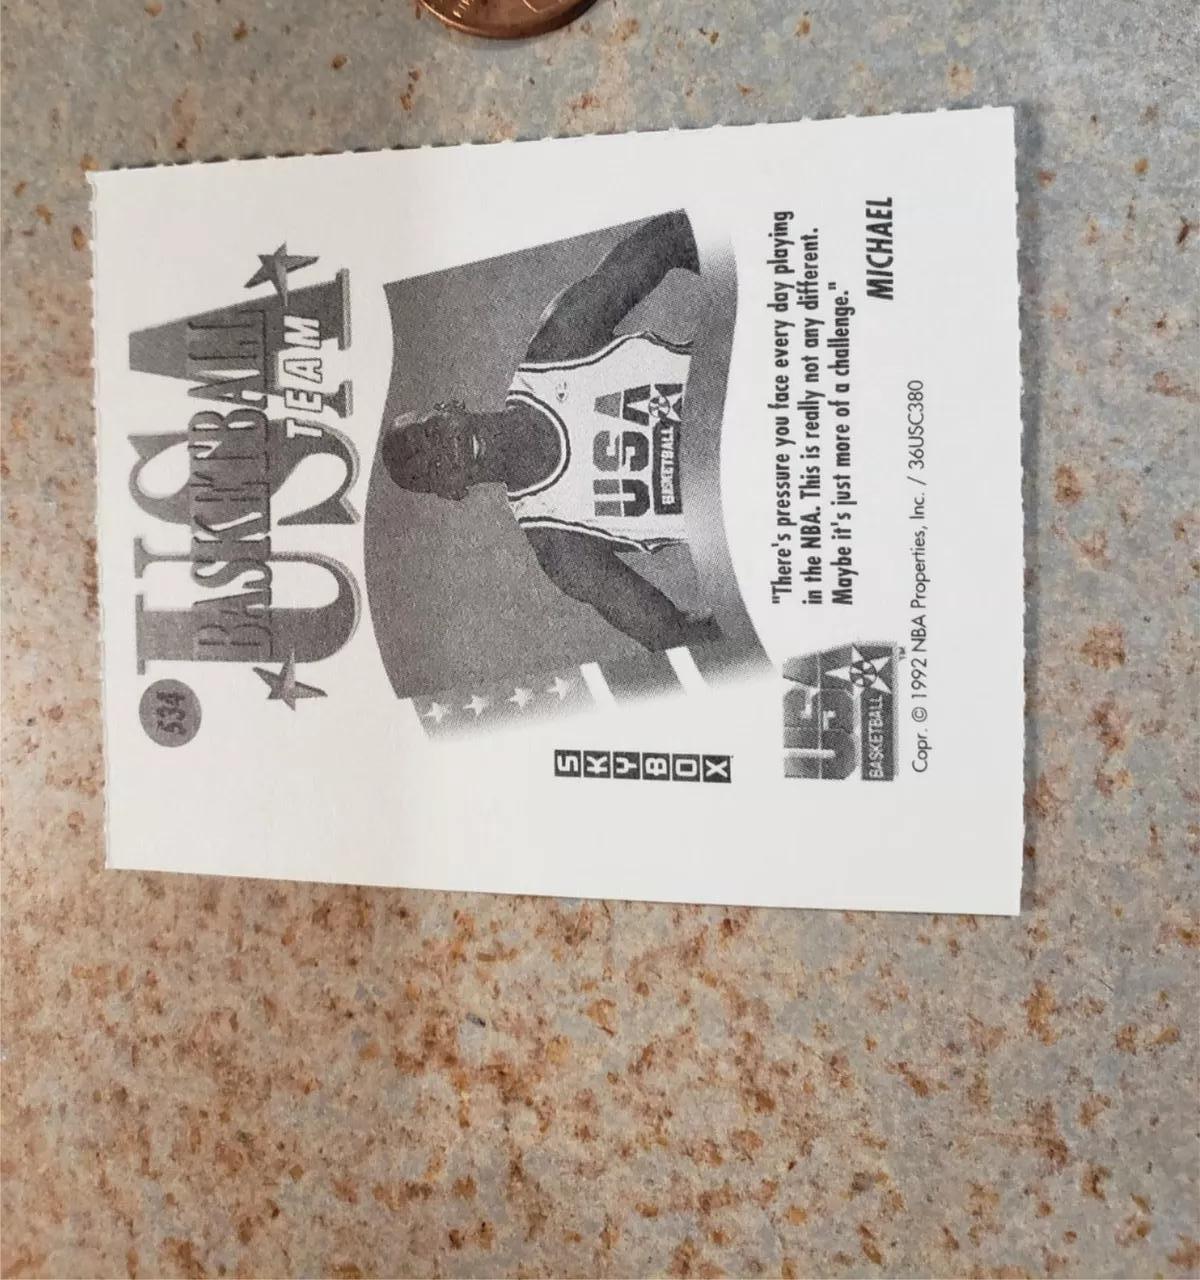 534
USA
BASKETBALL
TEAM
USA
BASKETBALL
SKYBOX
"There's pressure you face every day playing
in the NBA. This is really not any different.
Maybe it's just more of a challenge."
MICHAEL
USA
BASKETBALL
TM
Copr. © 1992 NBA Properties, Inc. / 36USC380